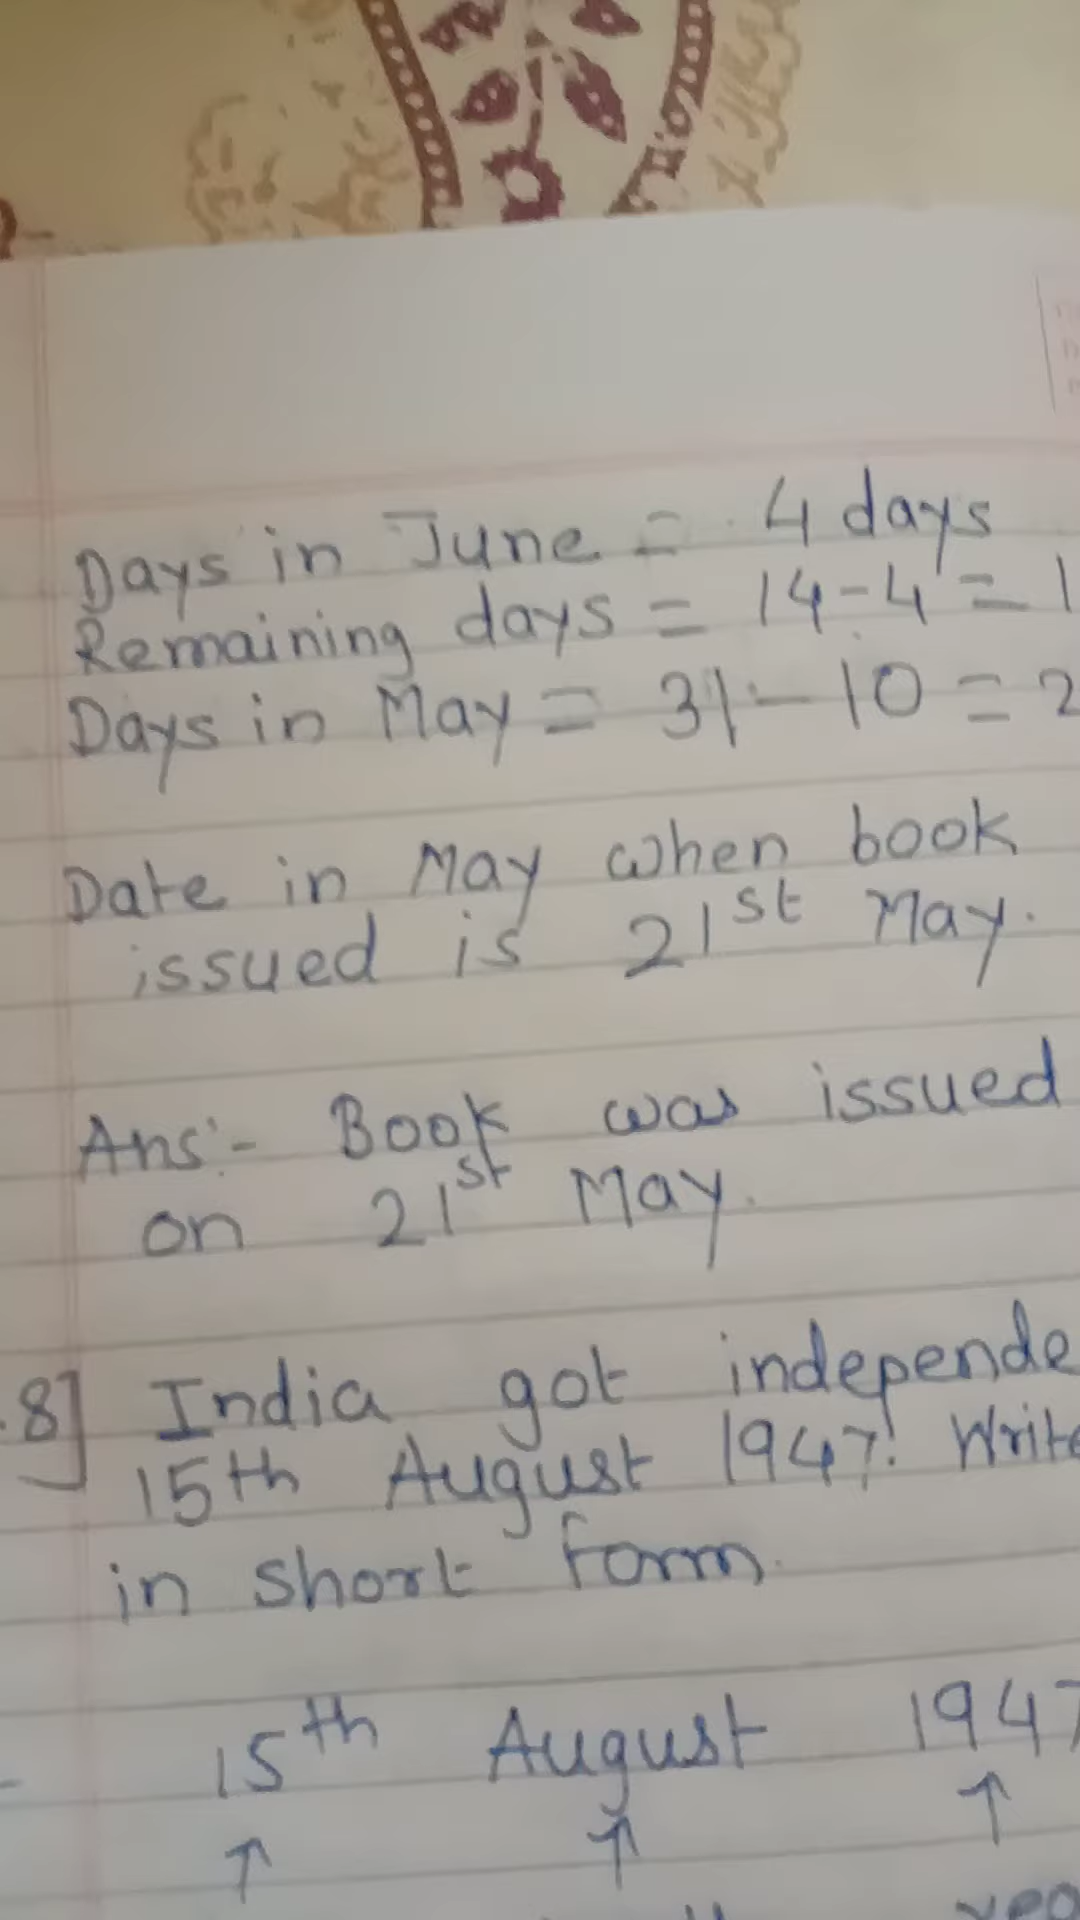 Days in June = 4 days
Remaining days = 14-4 = 1
Days in May = 31-10 = 2
Date in May when book
issued is 21st May.
Ans:- Book was issued
on 21st May.
.8] India got independe
15th August 1947. Write
in short form.
15th August 1947
↑ ↑ ↑